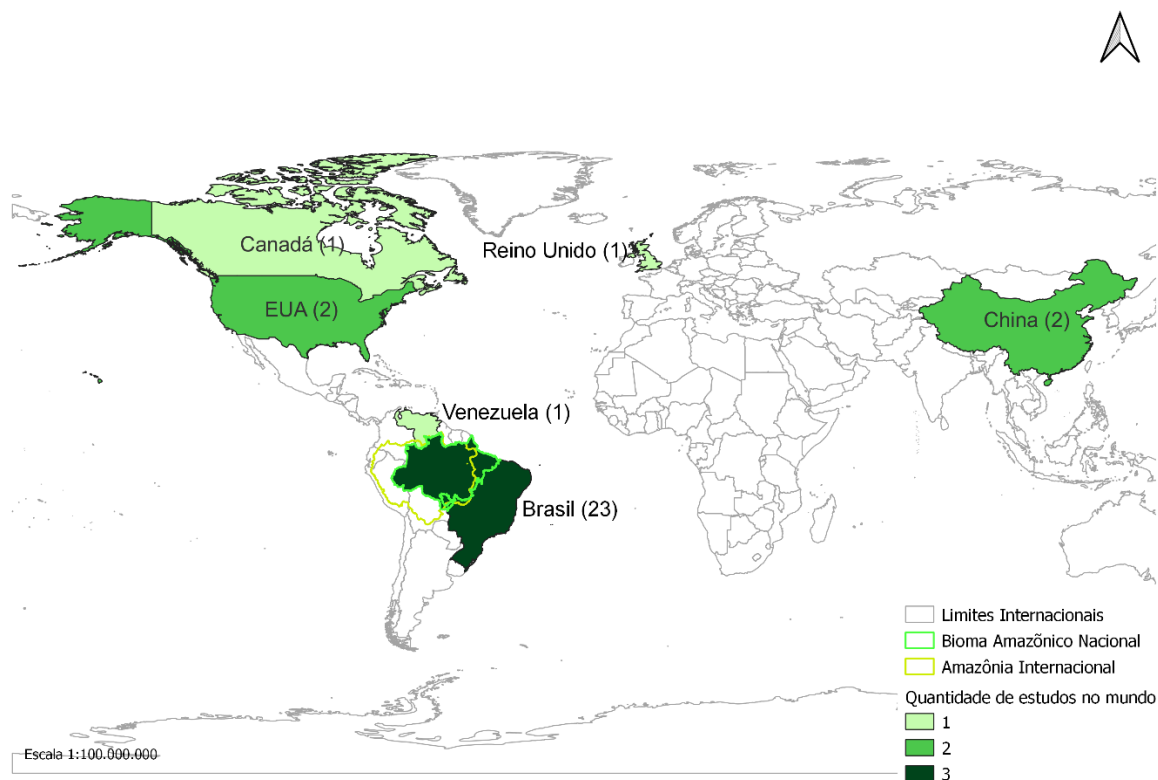 Canadá (1)
Reino Unido (1)
EUA (2)
China (2)
Venezuela (1)
Brasil (23)
Limites Internacionais
Bioma Amazõnico Nacional
Amazônia Internacional
Quantidade de estudos no mundo
1
2
3
Escala 1:100.000.000